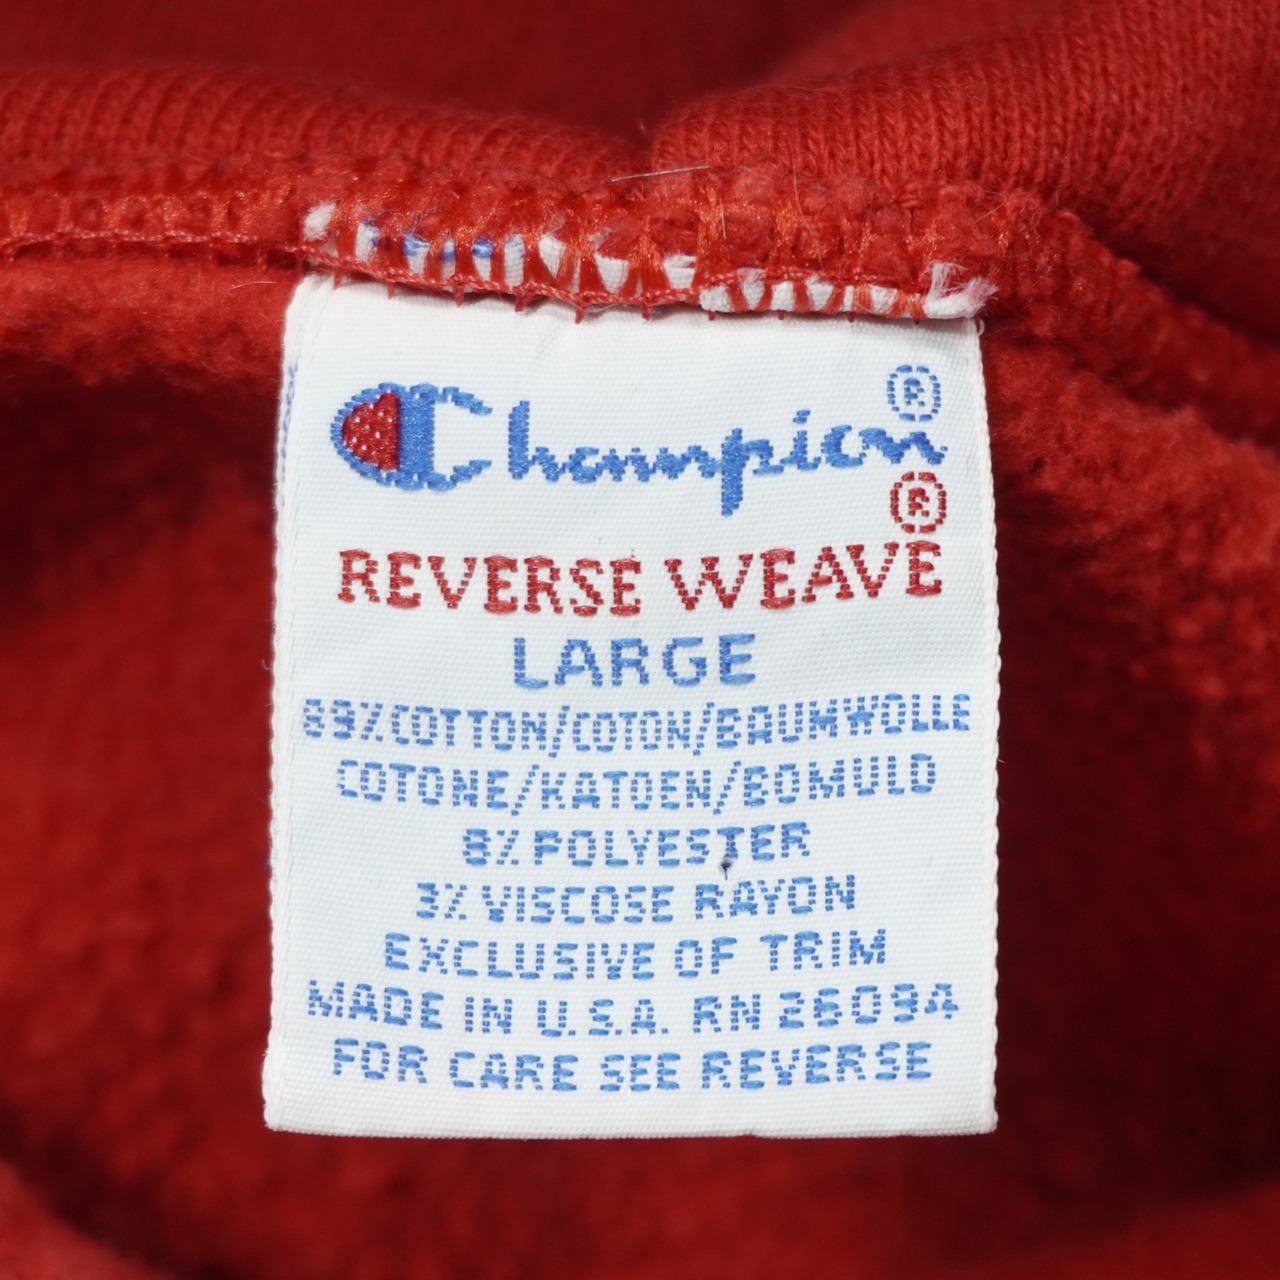 Champion®
REVERSE WEAVE®
LARGE
89% COTTON/COTON/BAUMWOLLE
COTONE/KATOEN/BOMULD
8% POLYESTER
3% VISCOSE RAYON
EXCLUSIVE OF TRIM
MADE IN U.S.A. RN 26094
FOR CARE SEE REVERSE